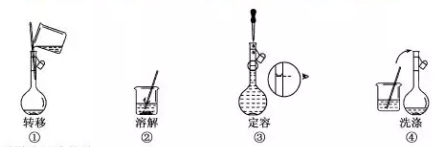 转移 溶解 定容 洗涤
① ② ③ ④